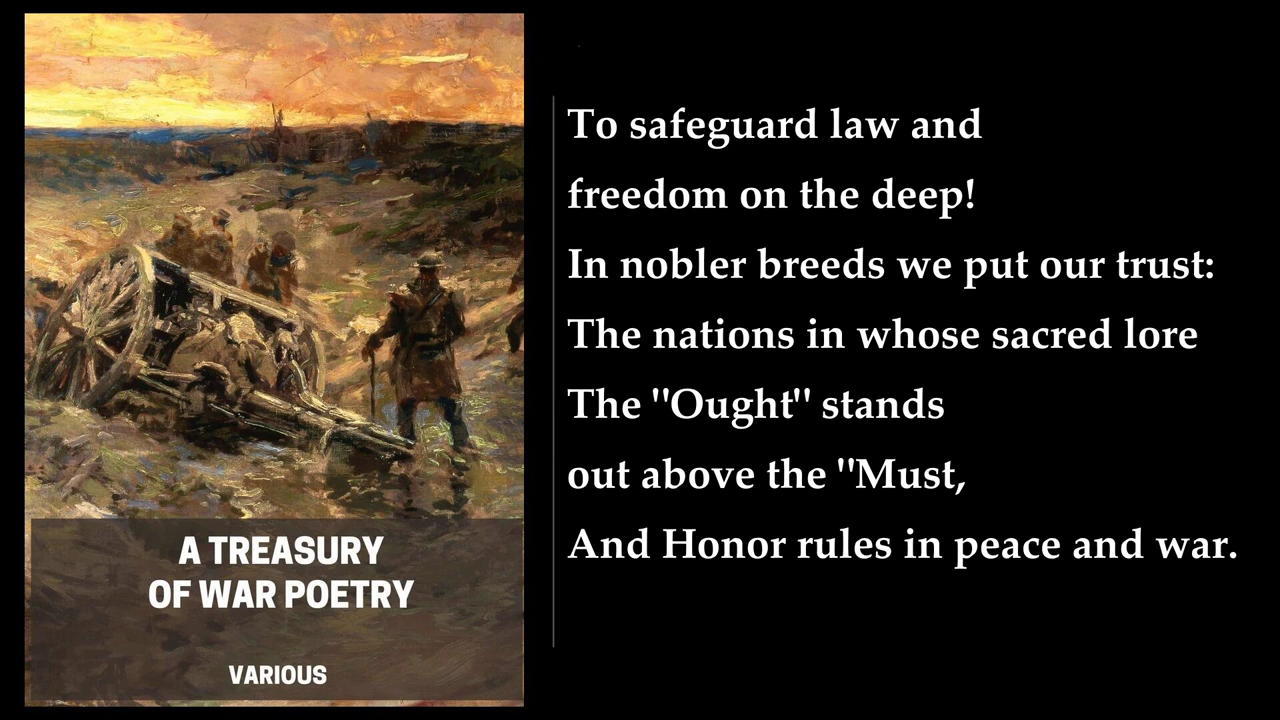 A TREASURY
OF WAR POETRY
VARIOUS
To safeguard law and
freedom on the deep!
In nobler breeds we put our trust:
The nations in whose sacred lore
The "Ought" stands
out above the "Must,
And Honor rules in peace and war.